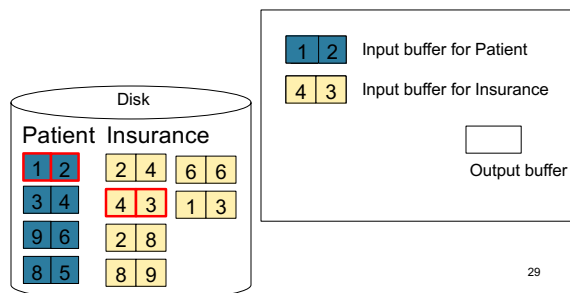 1 2 Input buffer for Patient
4 3 Input buffer for Insurance
Output buffer
Disk
Patient Insurance
1 2 2 4 6 6
3 4 4 3 1 3
9 6 2 8
8 5 8 9
29